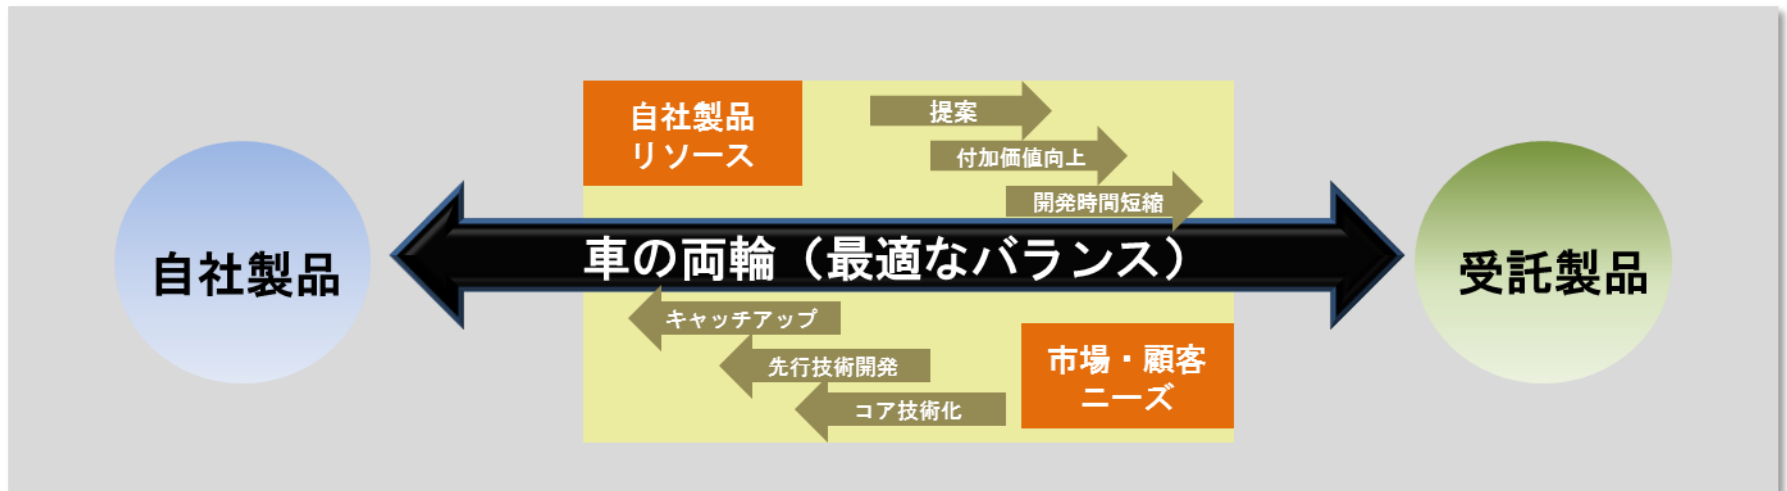 自社製品
リソース
提案
付加価値向上
開発時間短縮
自社製品
車の両輪（最適なバランス）
受託製品
キャッチアップ
先行技術開発
コア技術化
市場・顧客
ニーズ